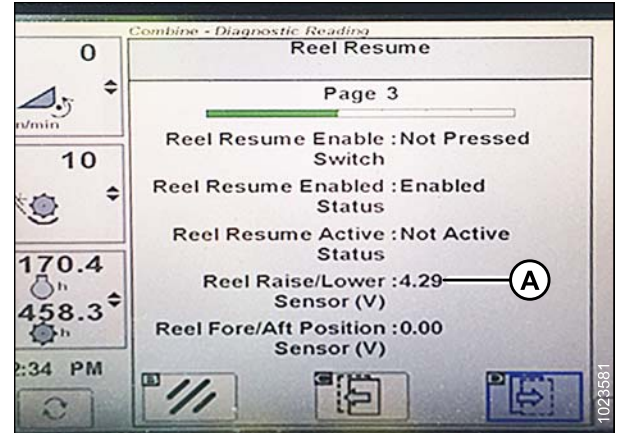 Combine - Diagnostic Reading
Reel Resume
Page 3
Reel Resume Enable :Not Pressed
Switch
Reel Resume Enabled :Enabled
Status
Reel Resume Active :Not Active
Status
Reel Raise/Lower :4.29
Sensor (V)
A
Reel Fore/Aft Position :0.00
Sensor (V)
0
n/min
10
170.4
h
458.3
h
2:34 PM
1023581